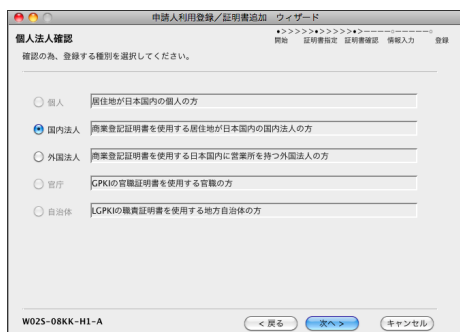 申請人利用登録／証明書追加　ウィザード
個人法人確認
●>>>>>●>>>>>●>-----○------○
開始 証明書指定 証明書確認 情報入力 登録
確認の為、登録する種別を選択してください。
個人 居住地が日本国内の個人の方
国内法人 商業登記証明書を使用する居住地が日本国内の国内法人の方
外国法人 商業登記証明書を使用する日本国内に営業所を持つ外国法人の方
官庁 GPKIの官職証明書を使用する官職の方
自治体 LGPKIの職責証明書を使用する地方自治体の方
W02S-08KK-H1-A < 戻る 次へ > キャンセル